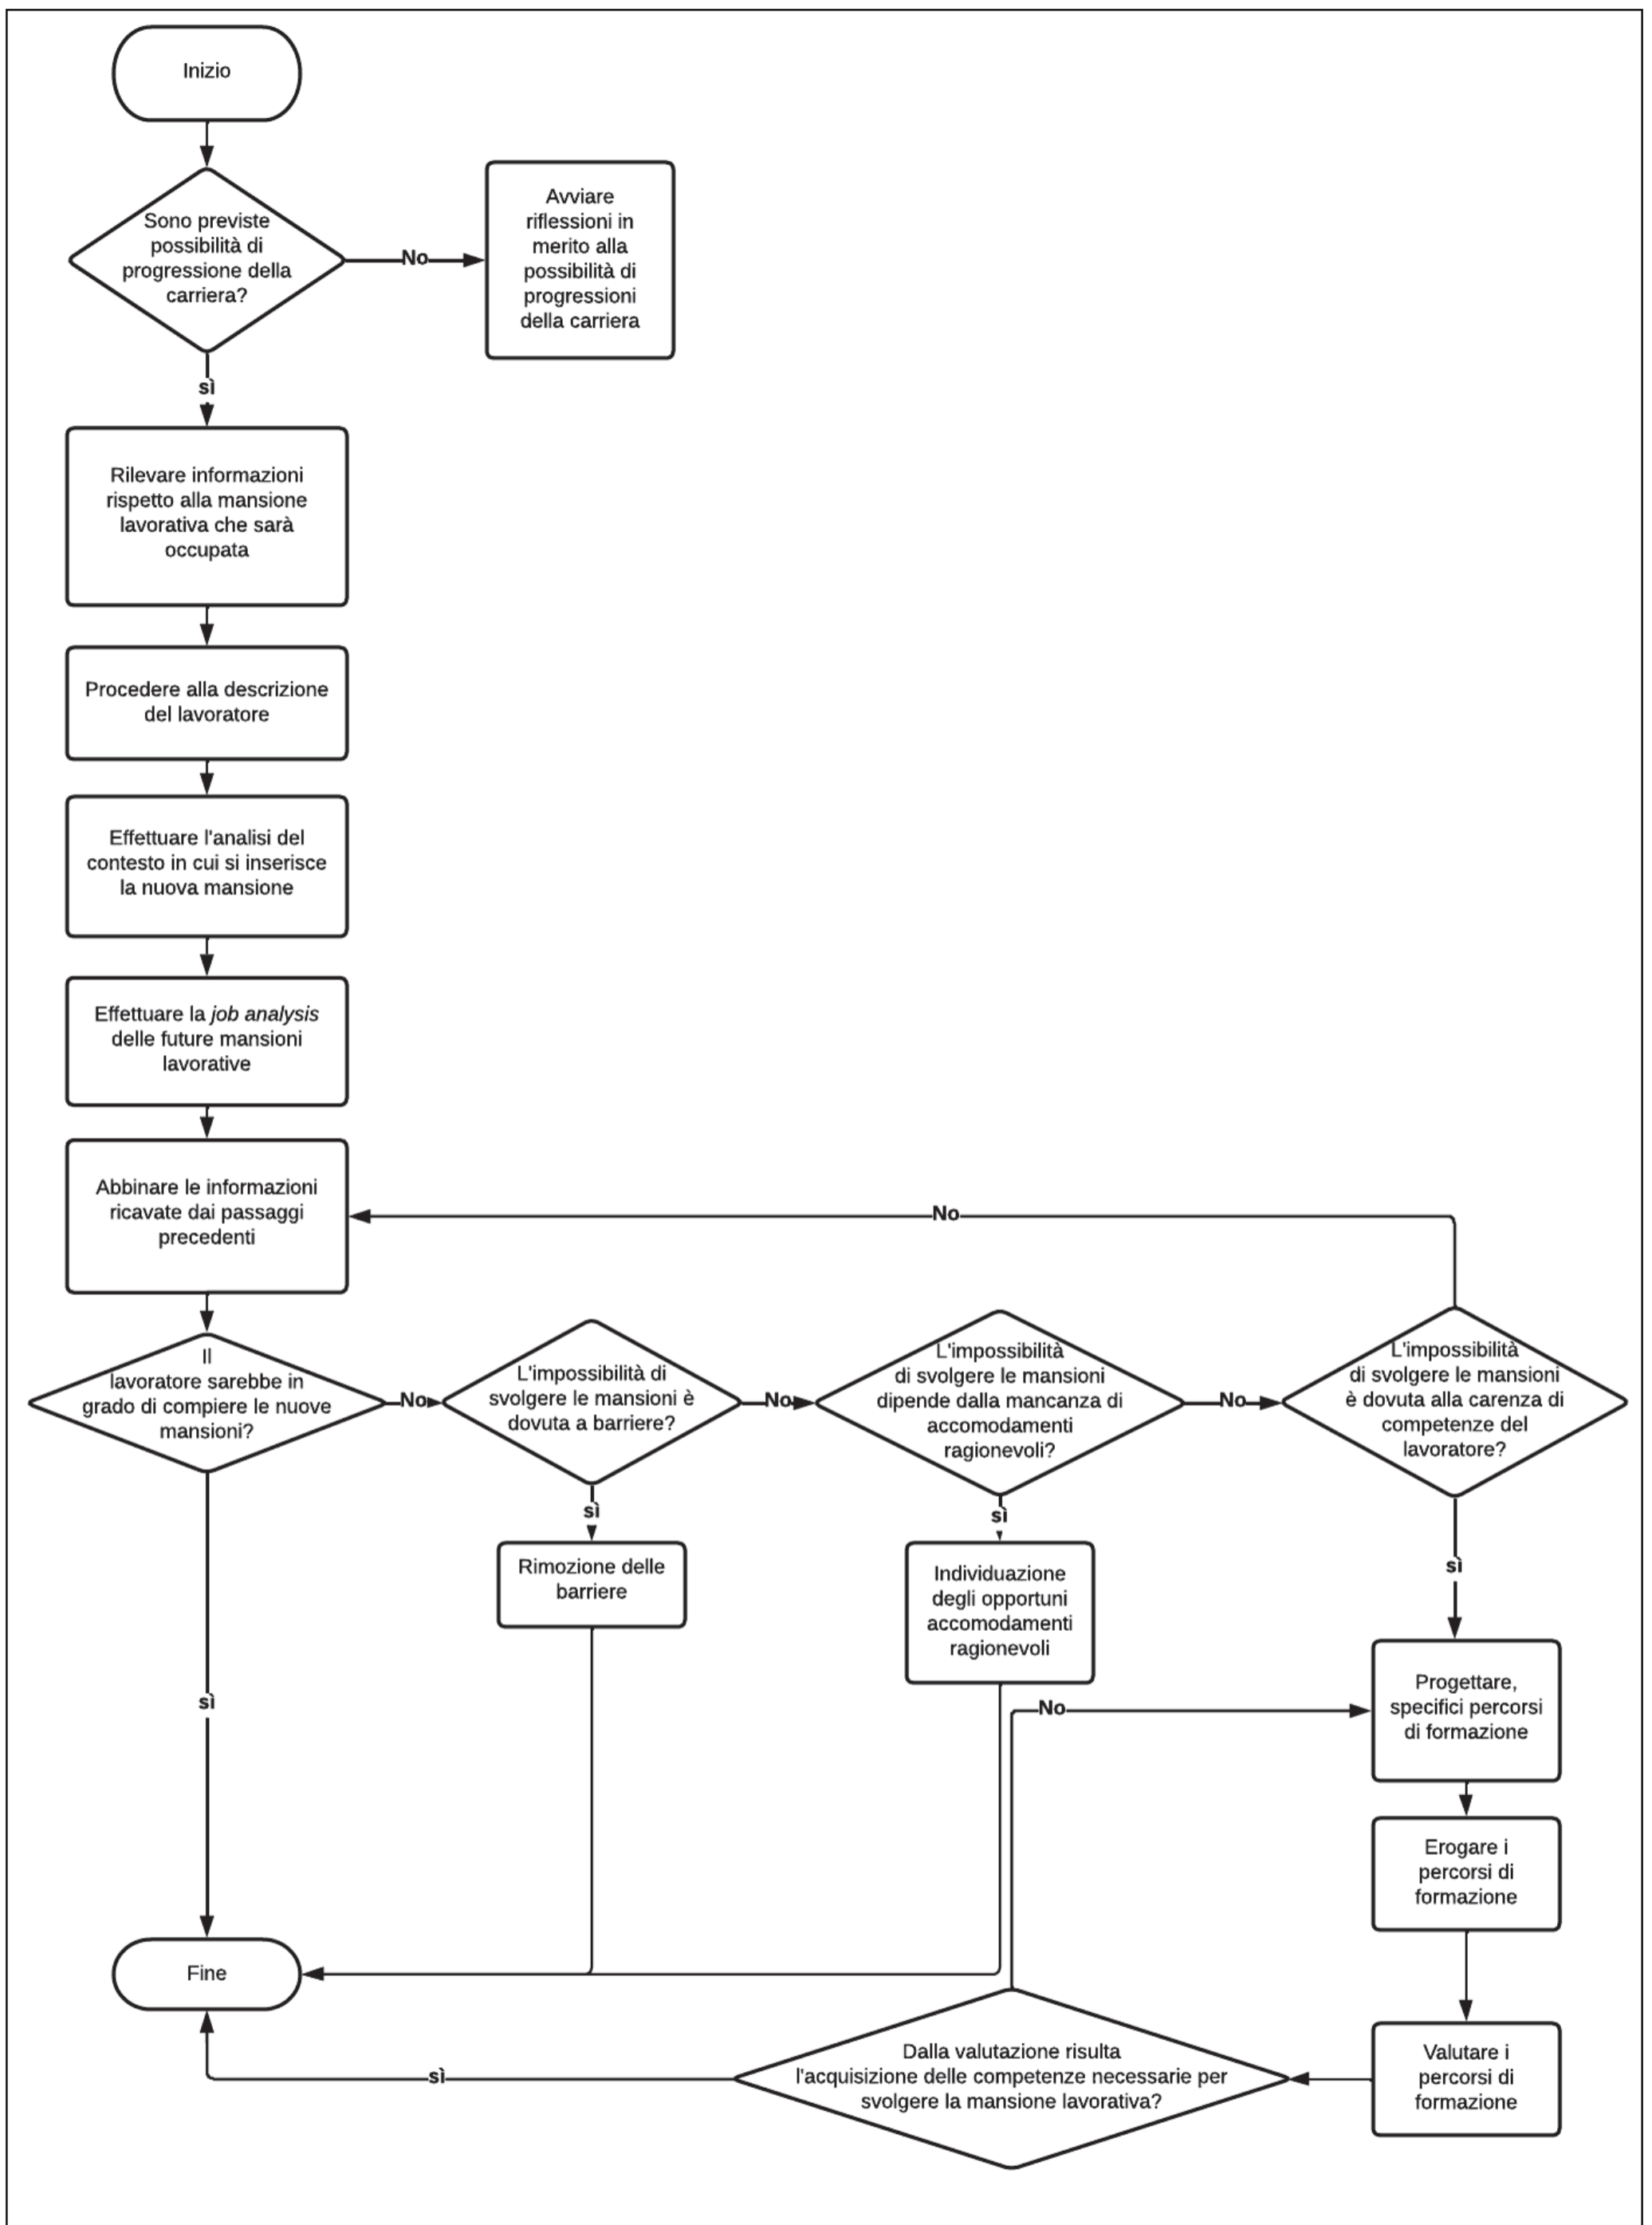 Inizio
Sono previste
possibilità di
progressione della
carriera?
No
Avviare
riflessioni in
merito alla
possibilità di
progressioni
della carriera
sì
Rilevare informazioni
rispetto alla mansione
lavorativa che sarà
occupata
Procedere alla descrizione
del lavoratore
Effettuare l'analisi del
contesto in cui si inserisce
la nuova mansione
Effettuare la job analysis
delle future mansioni
lavorative
Abbinare le informazioni
ricavate dai passaggi
precedenti
No
Il
lavoratore sarebbe in
grado di compiere le nuove
mansioni?
No
L'impossibilità di
svolgere le mansioni è
dovuta a barriere?
No
L'impossibilità
di svolgere le mansioni
dipende dalla mancanza di
accomodamenti
ragionevoli?
No
L'impossibilità
di svolgere le mansioni
è dovuta alla carenza di
competenze del
lavoratore?
sì
sì
sì
sì
Rimozione delle
barriere
Individuazione
degli opportuni
accomodamenti
ragionevoli
No
Progettare,
specifici percorsi
di formazione
Erogare i
percorsi di
formazione
Fine
Valutare i
percorsi di
formazione
Dalla valutazione risulta
l'acquisizione delle competenze necessarie per
svolgere la mansione lavorativa?
sì